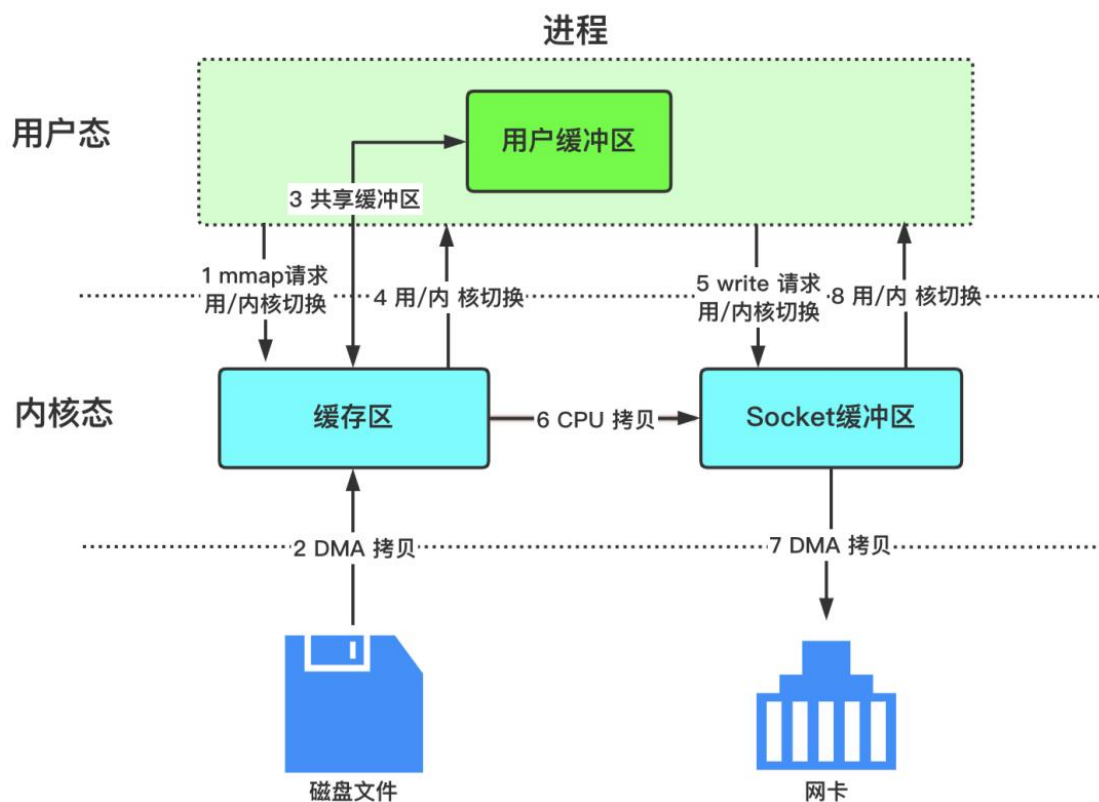 进程
用户态
用户缓冲区
3 共享缓冲区
1 mmap请求
用/内核切换
4 用/内 核切换
5 write 请求
用/内核切换
8 用/内 核切换
内核态
缓存区
6 CPU 拷贝
Socket缓冲区
2 DMA 拷贝
7 DMA 拷贝
磁盘文件
网卡